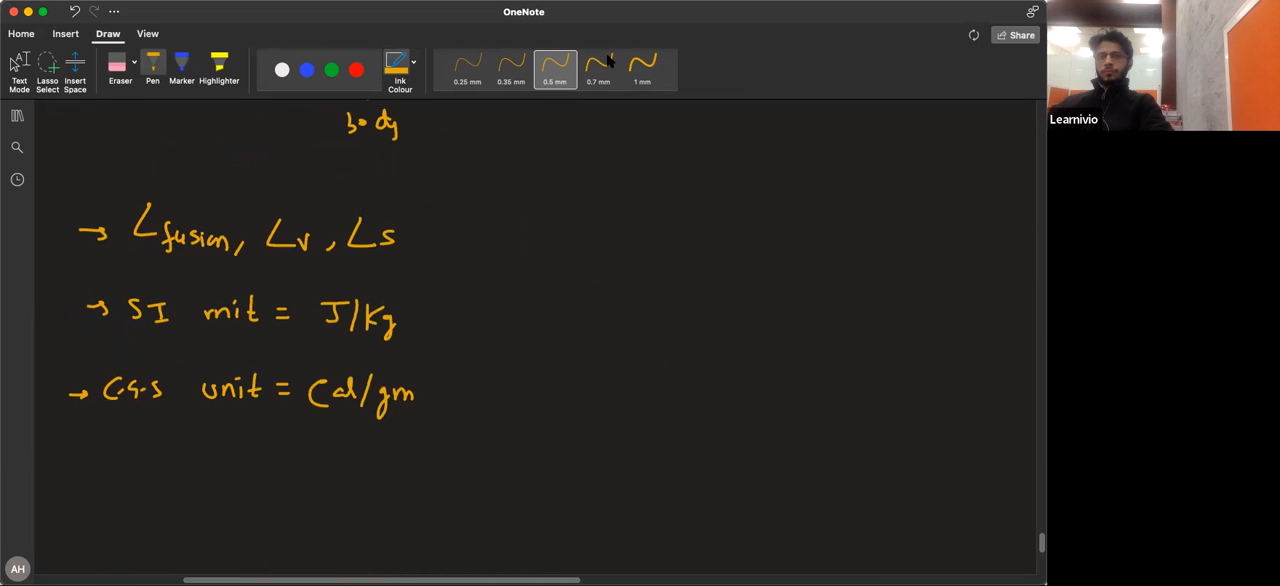 OneNote
Home Insert Draw View
Share
Text Mode Lasso Select Insert Space Eraser Pen Marker Highlighter Ink Colour 0.25 mm 0.35 mm 0.5 mm 0.7 mm 1 mm
Learnivio
body
→ Lfusion, Lv, Ls
→ SI unit = J/Kg
→ C.G.S unit = Cal/gm
AH